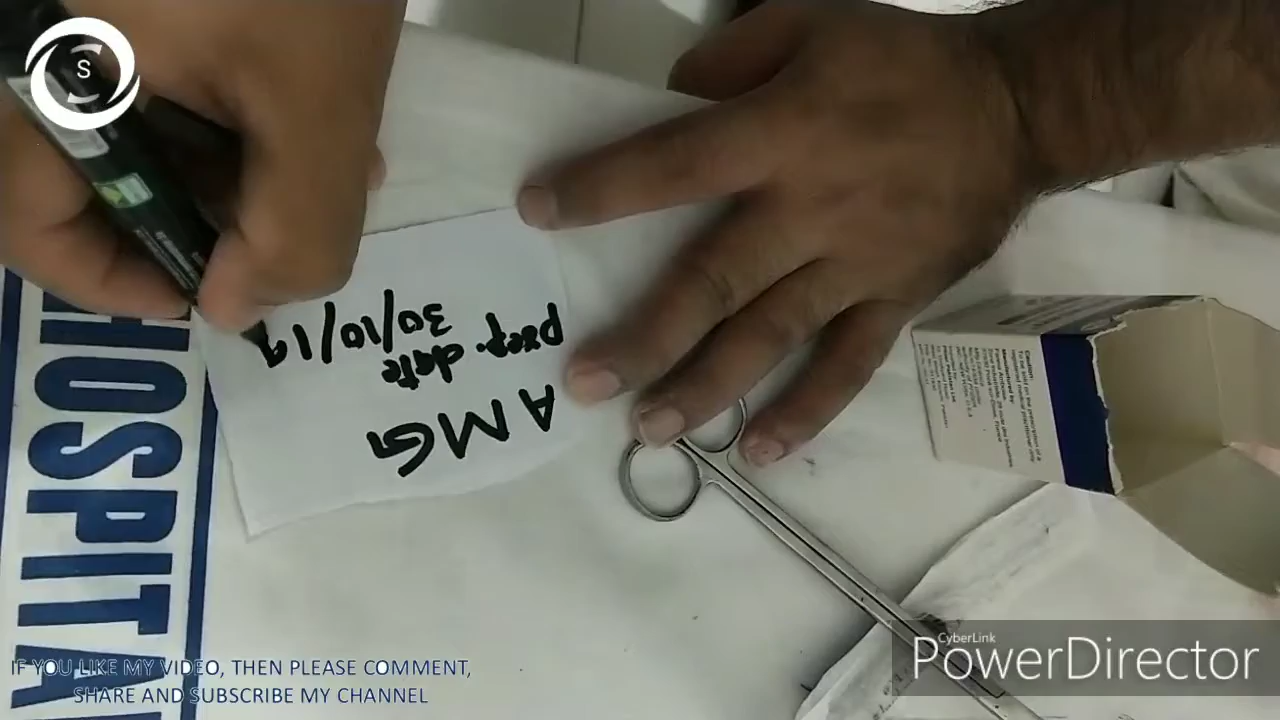 S
AMG
prep. date
30/10/19
HOSPITA
Caution:
IF YOU LIKE MY VIDEO, THEN PLEASE COMMENT,
SHARE AND SUBSCRIBE MY CHANNEL
CyberLink
PowerDirector